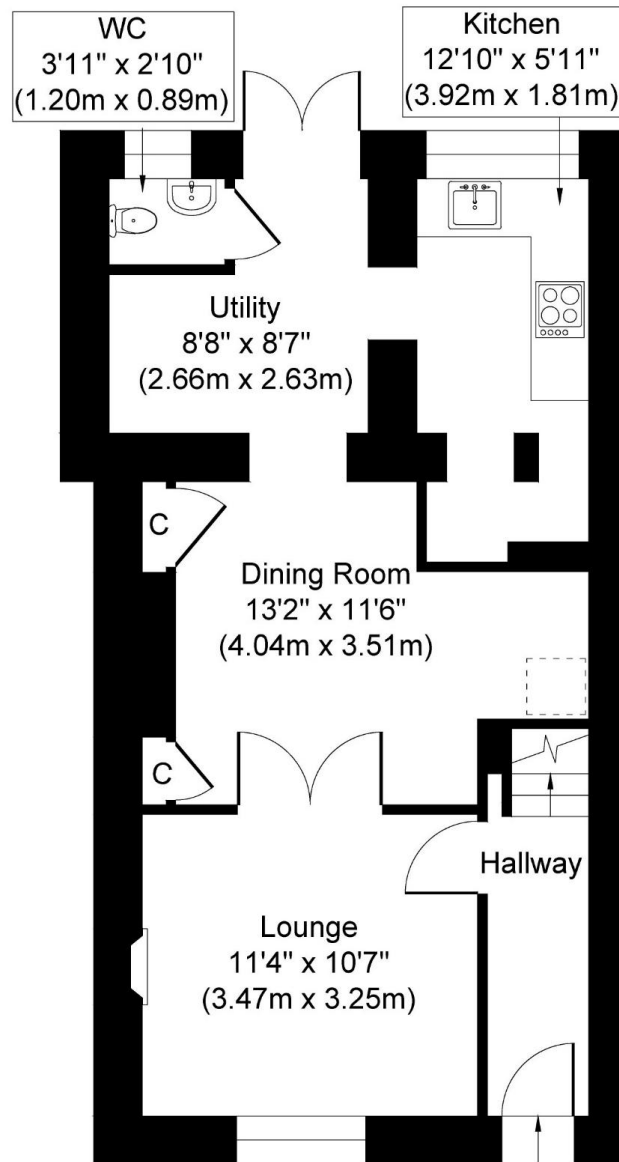 WC
3'11" x 2'10"
(1.20m x 0.89m)
Kitchen
12'10" x 5'11"
(3.92m x 1.81m)
Utility
8'8" x 8'7"
(2.66m x 2.63m)
C
Dining Room
13'2" x 11'6"
(4.04m x 3.51m)
C
Hallway
Lounge
11'4" x 10'7"
(3.47m x 3.25m)